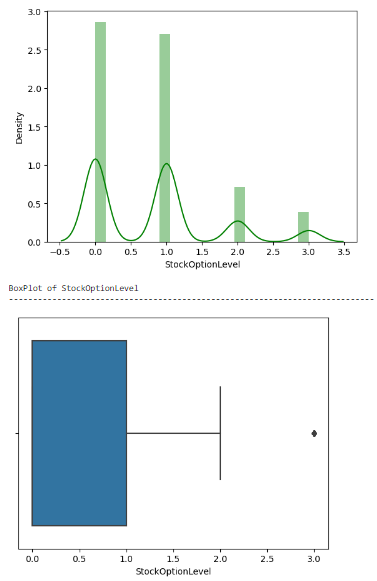 3.0
2.5
2.0
1.5
1.0
0.5
0.0
Density
−0.5 0.0 0.5 1.0 1.5 2.0 2.5 3.0 3.5
StockOptionLevel
BoxPlot of StockOptionLevel
0.0 0.5 1.0 1.5 2.0 2.5 3.0
StockOptionLevel